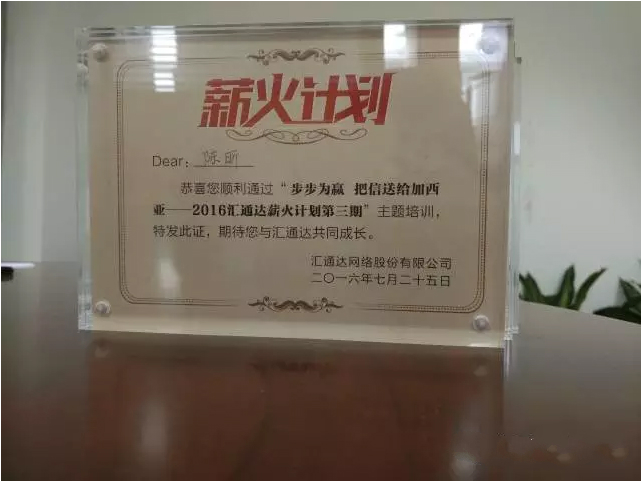 薪火计划
Dear: 陈昕
恭喜您顺利通过“步步为赢 把信送给加西
亚——2016汇通达薪火计划第三期”主题培训，
特发此证，期待您与汇通达共同成长。
汇通达网络股份有限公司
二〇一六年七月二十五日